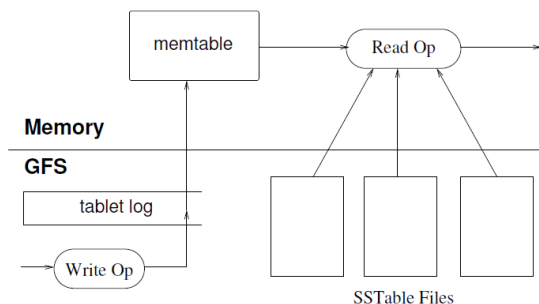 memtable
Read Op
Memory
GFS
tablet log
Write Op
SSTable Files